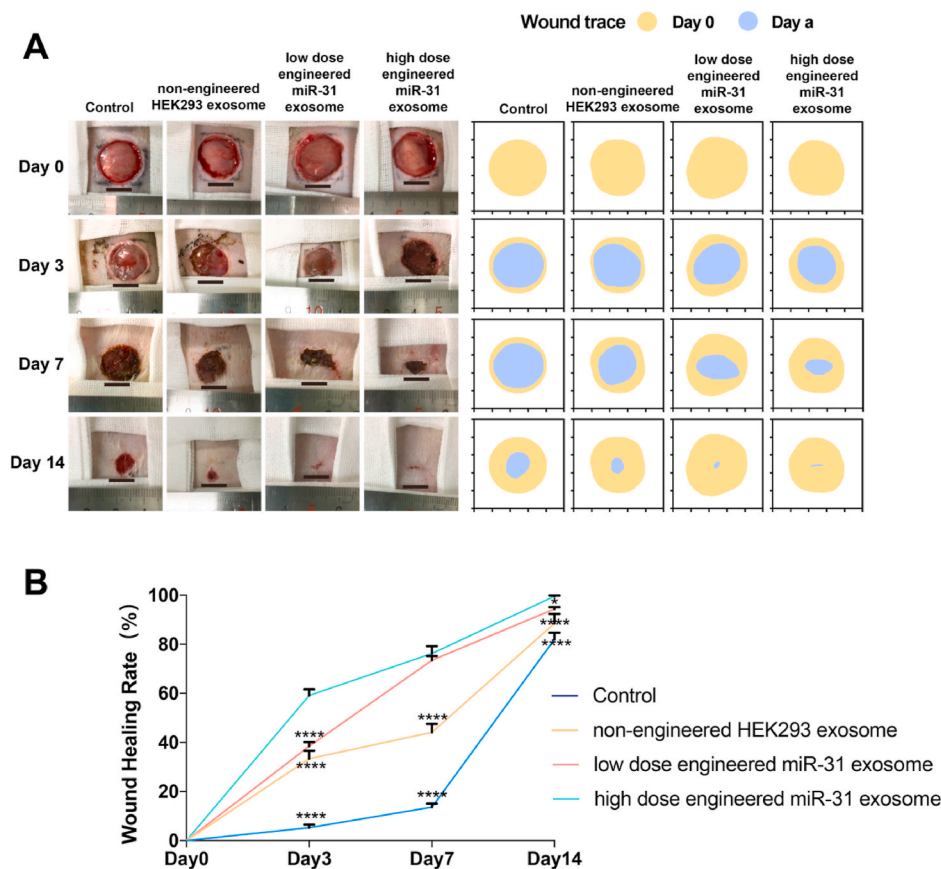 A
Wound trace Day 0 Day a
Control
non-engineered
HEK293 exosome
low dose
engineered
miR-31
exosome
high dose
engineered
miR-31
exosome
Control
non-engineered
HEK293 exosome
low dose
engineered
miR-31
exosome
high dose
engineered
miR-31
exosome
Day 0
Day 3
Day 7
Day 14
B
Wound Healing Rate (%)
100
80
60
40
20
0
****
****
****
****
****
*
****
****
Day0 Day3 Day7 Day14
Control
non-engineered HEK293 exosome
low dose engineered miR-31 exosome
high dose engineered miR-31 exosome